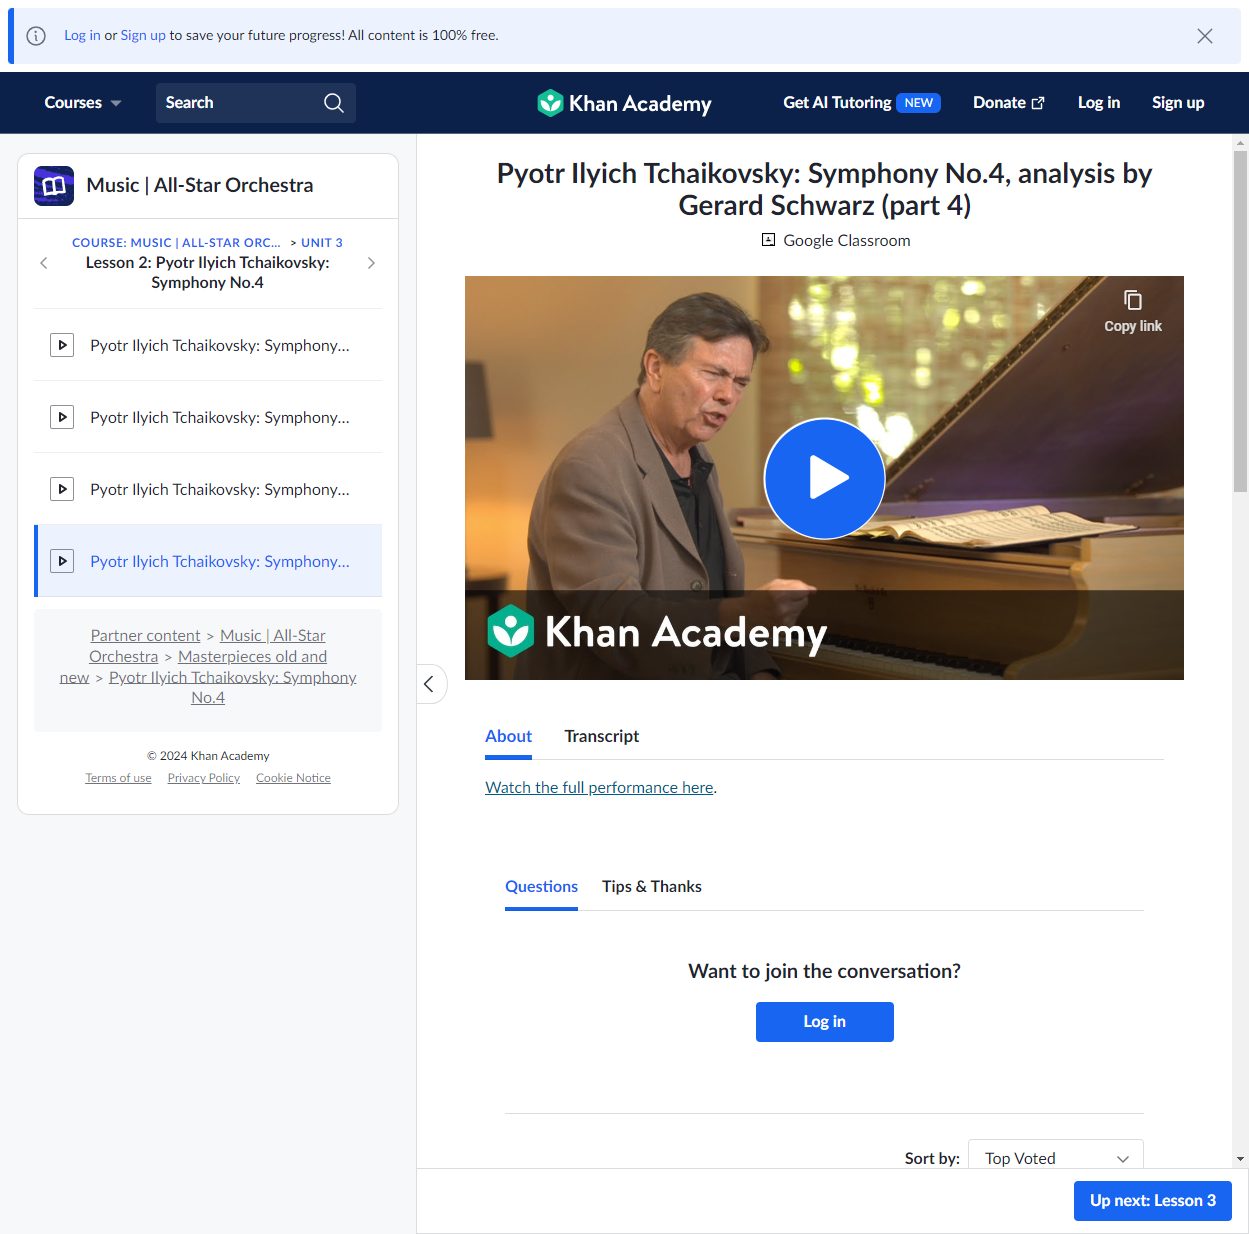 Log in or Sign up to save your future progress! All content is 100% free.
Courses
Search
Khan Academy
Get AI Tutoring NEW
Donate
Log in
Sign up
Music | All-Star Orchestra
COURSE: MUSIC | ALL-STAR ORC... > UNIT 3
Lesson 2: Pyotr Ilyich Tchaikovsky:
Symphony No.4
Pyotr Ilyich Tchaikovsky: Symphony...
Pyotr Ilyich Tchaikovsky: Symphony...
Pyotr Ilyich Tchaikovsky: Symphony...
Pyotr Ilyich Tchaikovsky: Symphony...
Partner content > Music | All-Star
Orchestra > Masterpieces old and
new > Pyotr Ilyich Tchaikovsky: Symphony
No.4
© 2024 Khan Academy
Terms of use
Privacy Policy
Cookie Notice
Pyotr Ilyich Tchaikovsky: Symphony No.4, analysis by
Gerard Schwarz (part 4)
Google Classroom
Copy link
Khan Academy
About
Transcript
Watch the full performance here.
Questions
Tips & Thanks
Want to join the conversation?
Log in
Sort by:
Top Voted
Up next: Lesson 3